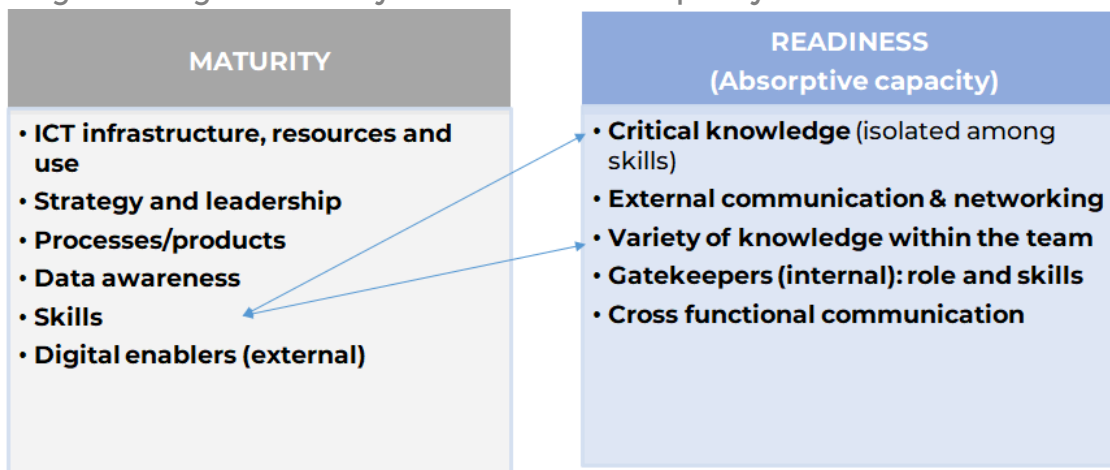 MATURITY
• ICT infrastructure, resources and
use
• Strategy and leadership
• Processes/products
• Data awareness
• Skills
• Digital enablers (external)
READINESS
(Absorptive capacity)
• Critical knowledge (isolated among
skills)
• External communication & networking
• Variety of knowledge within the team
• Gatekeepers (internal): role and skills
• Cross functional communication